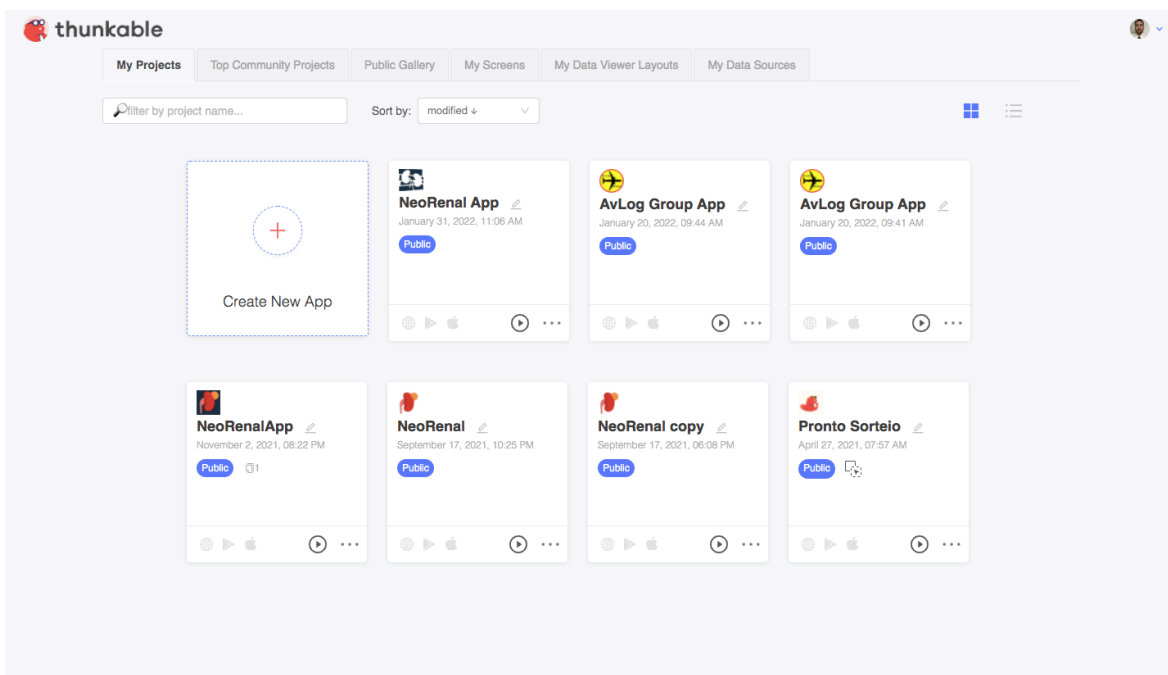 thunkable
My Projects Top Community Projects Public Gallery My Screens My Data Viewer Layouts My Data Sources
filter by project name... Sort by: modified ↓
Create New App
NeoRenal App
January 31, 2022, 11:06 AM
Public
AvLog Group App
January 20, 2022, 09:44 AM
Public
AvLog Group App
January 20, 2022, 09:41 AM
Public
NeoRenalApp
November 2, 2021, 08:22 PM
Public 1
NeoRenal
September 17, 2021, 10:25 PM
Public
NeoRenal copy
September 17, 2021, 06:08 PM
Public
Pronto Sorteio
April 27, 2021, 07:57 AM
Public